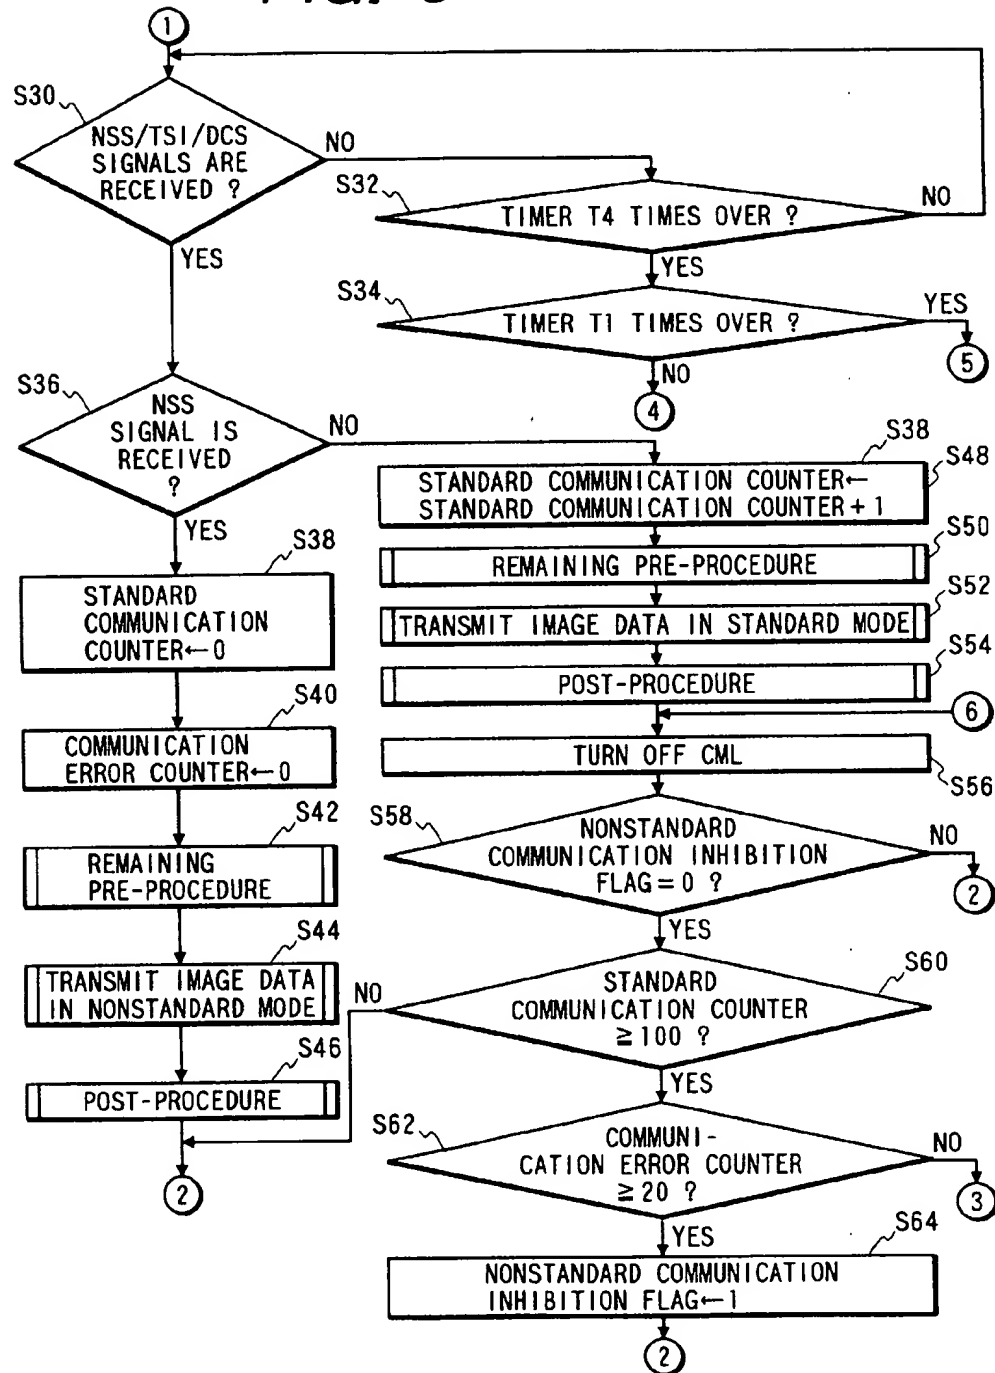 1
S30
NSS/TSI/DCS
SIGNALS ARE
RECEIVED ?
NO
YES
S32
TIMER T4 TIMES OVER ?
NO
YES
S34
TIMER T1 TIMES OVER ?
YES
5
NO
4
S36
NSS
SIGNAL IS
RECEIVED
?
NO
YES
S38
STANDARD
COMMUNICATION
COUNTER←0
S40
COMMUNICATION
ERROR COUNTER←0
S42
REMAINING
PRE-PROCEDURE
S44
TRANSMIT IMAGE DATA
IN NONSTANDARD MODE
S46
POST-PROCEDURE
2
S38
S48
STANDARD COMMUNICATION COUNTER←
STANDARD COMMUNICATION COUNTER+1
S50
REMAINING PRE-PROCEDURE
S52
TRANSMIT IMAGE DATA IN STANDARD MODE
S54
POST-PROCEDURE
6
TURN OFF CML
S56
S58
NONSTANDARD
COMMUNICATION INHIBITION
FLAG=0 ?
NO
2
YES
S60
STANDARD
COMMUNICATION COUNTER
≧100 ?
NO
YES
S62
COMMUNI-
CATION ERROR COUNTER
≧20 ?
NO
3
YES
S64
NONSTANDARD COMMUNICATION
INHIBITION FLAG←1
2